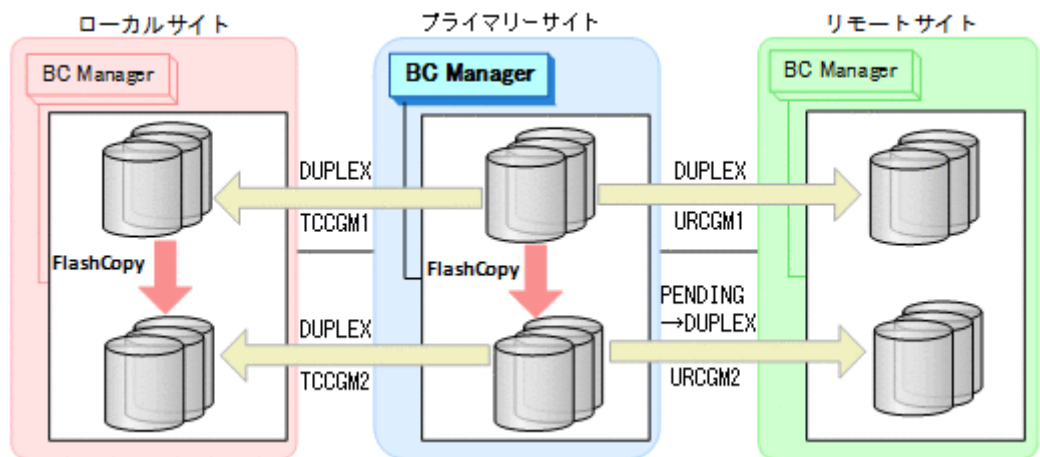 ローカルサイト
プライマリーサイト
リモートサイト
BC Manager
BC Manager
BC Manager
DUPLEX
TCCGM1
DUPLEX
URCGM1
FlashCopy
FlashCopy
DUPLEX
TCCGM2
PENDING
→DUPLEX
URCGM2